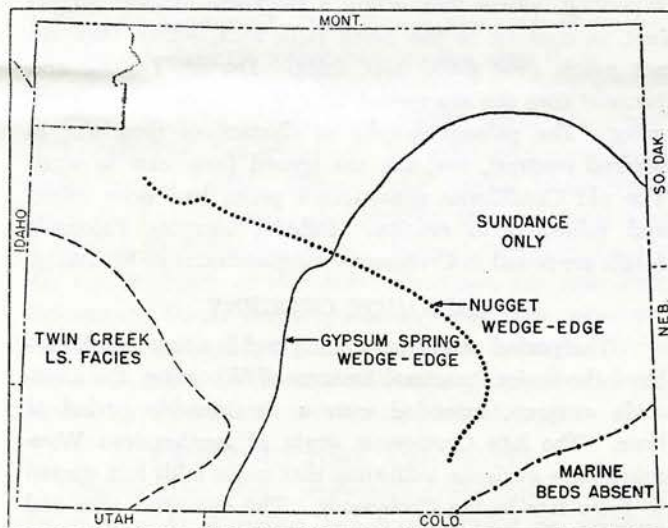 MONT.
IDAHO
SO. DAK.
SUNDANCE
ONLY
NUGGET
WEDGE-EDGE
NEB.
TWIN CREEK
LS. FACIES
GYPSUM SPRING
WEDGE-EDGE
MARINE
BEDS ABSENT
UTAH
COLO.